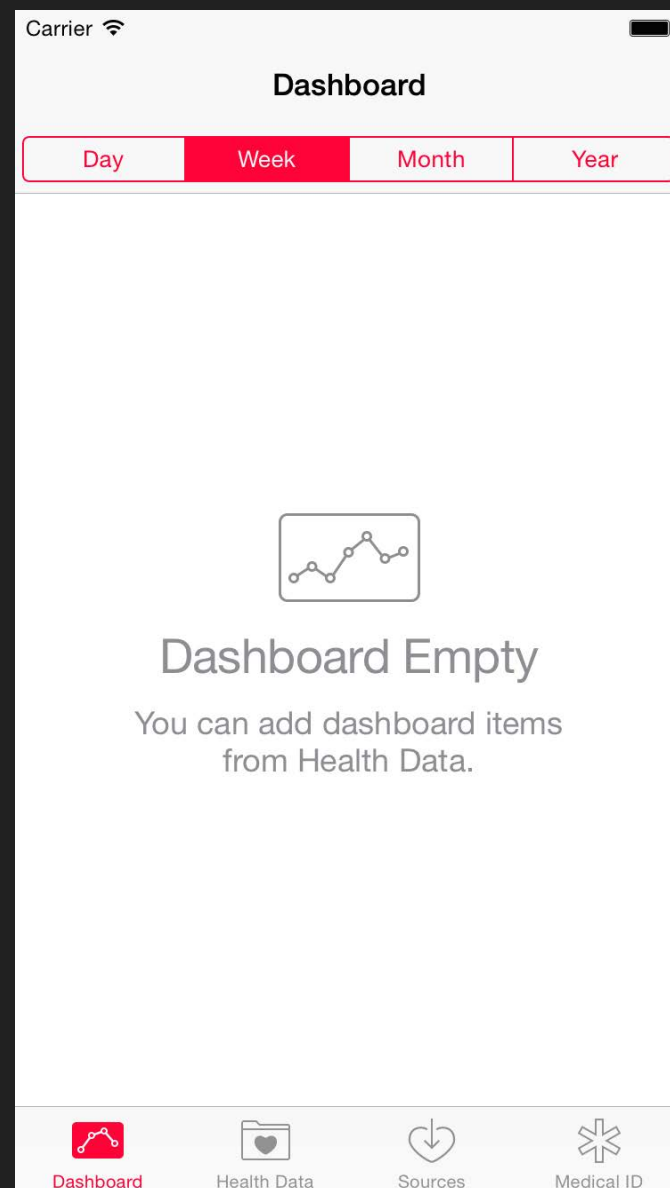 Carrier
Dashboard
Day Week Month Year
Dashboard Empty
You can add dashboard items
from Health Data.
Dashboard Health Data Sources Medical ID